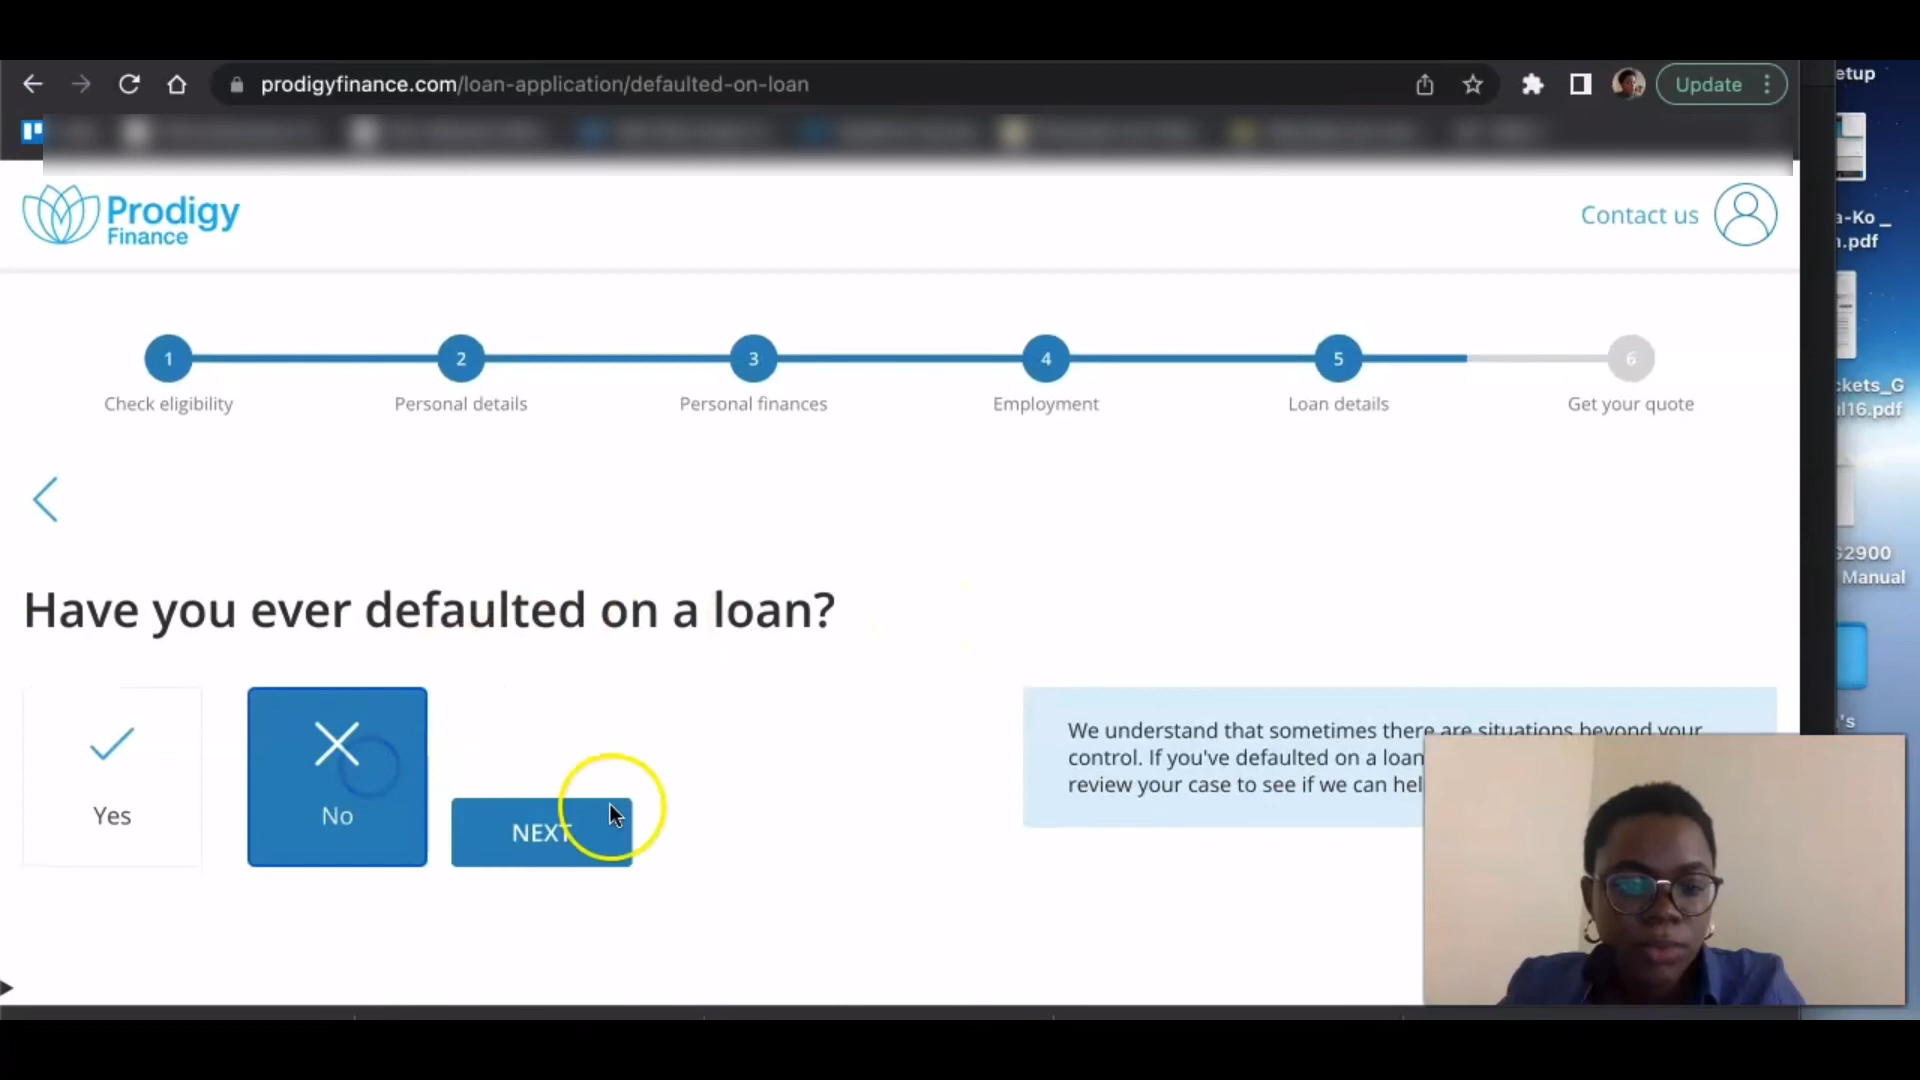 etup
prodigyfinance.com/loan-application/defaulted-on-loan
Update
Prodigy
Finance
Contact us
a-Ko_
n.pdf
1
2
3
4
5
6
Check eligibility
Personal details
Personal finances
Employment
Loan details
Get your quote
ckets_G
l16.pdf
Have you ever defaulted on a loan?
G2900
Manual
Yes
No
NEXT
We understand that sometimes there are situations beyond your
control. If you've defaulted on a loan
review your case to see if we can hel
's